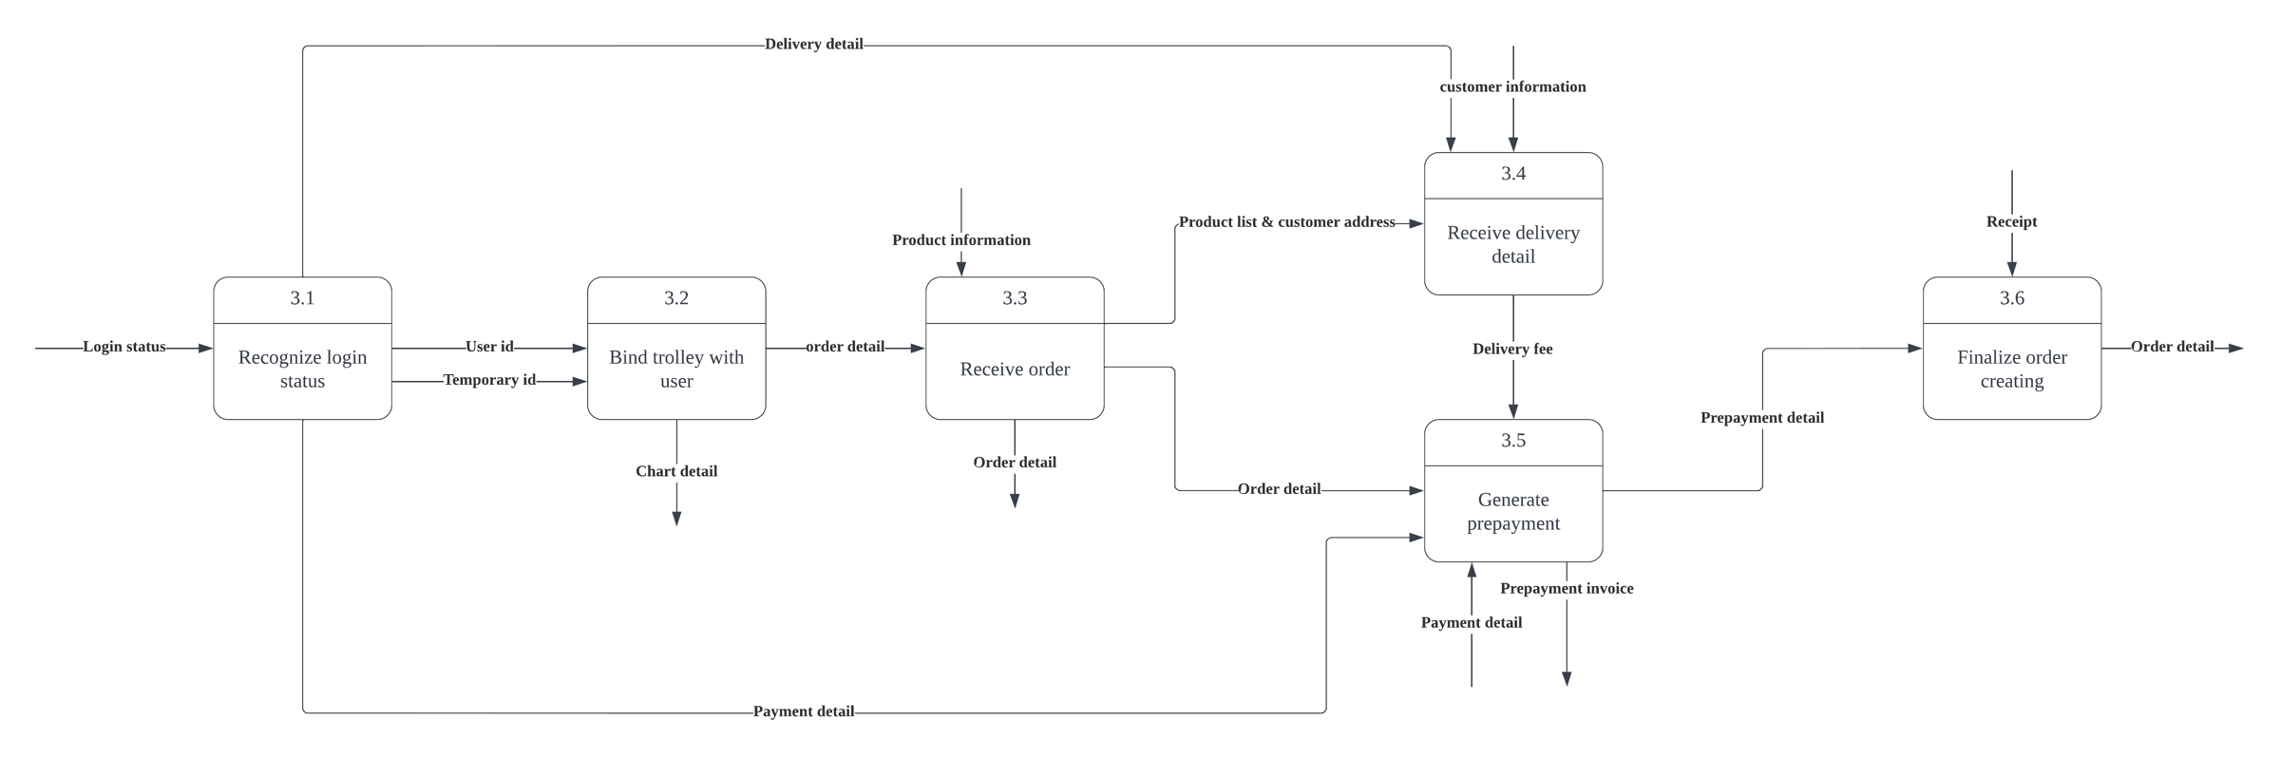 Delivery detail
customer information
3.4
Receive delivery
detail
Product list & customer address
Product information
Receipt
3.1
Recognize login
status
3.2
Bind trolley with
user
3.3
Receive order
3.6
Finalize order
creating
Login status
User id
Temporary id
order detail
Delivery fee
Order detail
Prepayment detail
Chart detail
Order detail
3.5
Generate
prepayment
Order detail
Prepayment invoice
Payment detail
Payment detail